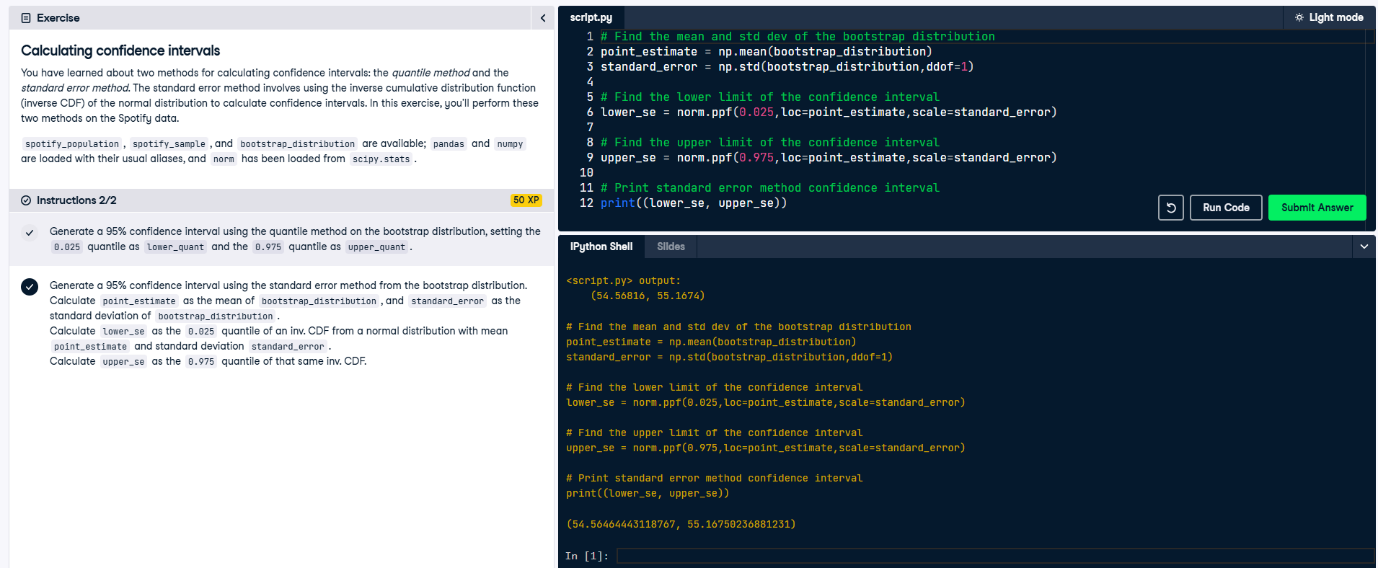 Exercise
Calculating confidence intervals
You have learned about two methods for calculating confidence intervals: the quantile method and the
standard error method. The standard error method involves using the inverse cumulative distribution function
(inverse CDF) of the normal distribution to calculate confidence intervals. In this exercise, you'll perform these
two methods on the Spotify data.
spotify_population , spotify_sample , and bootstrap_distribution are available; pandas and numpy
are loaded with their usual aliases, and norm has been loaded from scipy.stats .
Instructions 2/2
50 XP
Generate a 95% confidence interval using the quantile method on the bootstrap distribution, setting the
0.025 quantile as lower_quant and the 0.975 quantile as upper_quant .
Generate a 95% confidence interval using the standard error method from the bootstrap distribution.
Calculate point_estimate as the mean of bootstrap_distribution , and standard_error as the
standard deviation of bootstrap_distribution .
Calculate lower_se as the 0.025 quantile of an inv. CDF from a normal distribution with mean
point_estimate and standard deviation standard_error .
Calculate upper_se as the 0.975 quantile of that same inv. CDF.
script.py
Light mode
1 # Find the mean and std dev of the bootstrap distribution
2 point_estimate = np.mean(bootstrap_distribution)
3 standard_error = np.std(bootstrap_distribution,ddof=1)
4
5 # Find the lower limit of the confidence interval
6 lower_se = norm.ppf(0.025,loc=point_estimate,scale=standard_error)
7
8 # Find the upper limit of the confidence interval
9 upper_se = norm.ppf(0.975,loc=point_estimate,scale=standard_error)
10
11 # Print standard error method confidence interval
12 print((lower_se, upper_se))
Run Code
Submit Answer
IPython Shell
Slides
<script.py> output:
(54.56816, 55.1674)
# Find the mean and std dev of the bootstrap distribution
point_estimate = np.mean(bootstrap_distribution)
standard_error = np.std(bootstrap_distribution,ddof=1)
# Find the lower limit of the confidence interval
lower_se = norm.ppf(0.025,loc=point_estimate,scale=standard_error)
# Find the upper limit of the confidence interval
upper_se = norm.ppf(0.975,loc=point_estimate,scale=standard_error)
# Print standard error method confidence interval
print((lower_se, upper_se))
(54.56464443118767, 55.16750236881231)
In [1]: